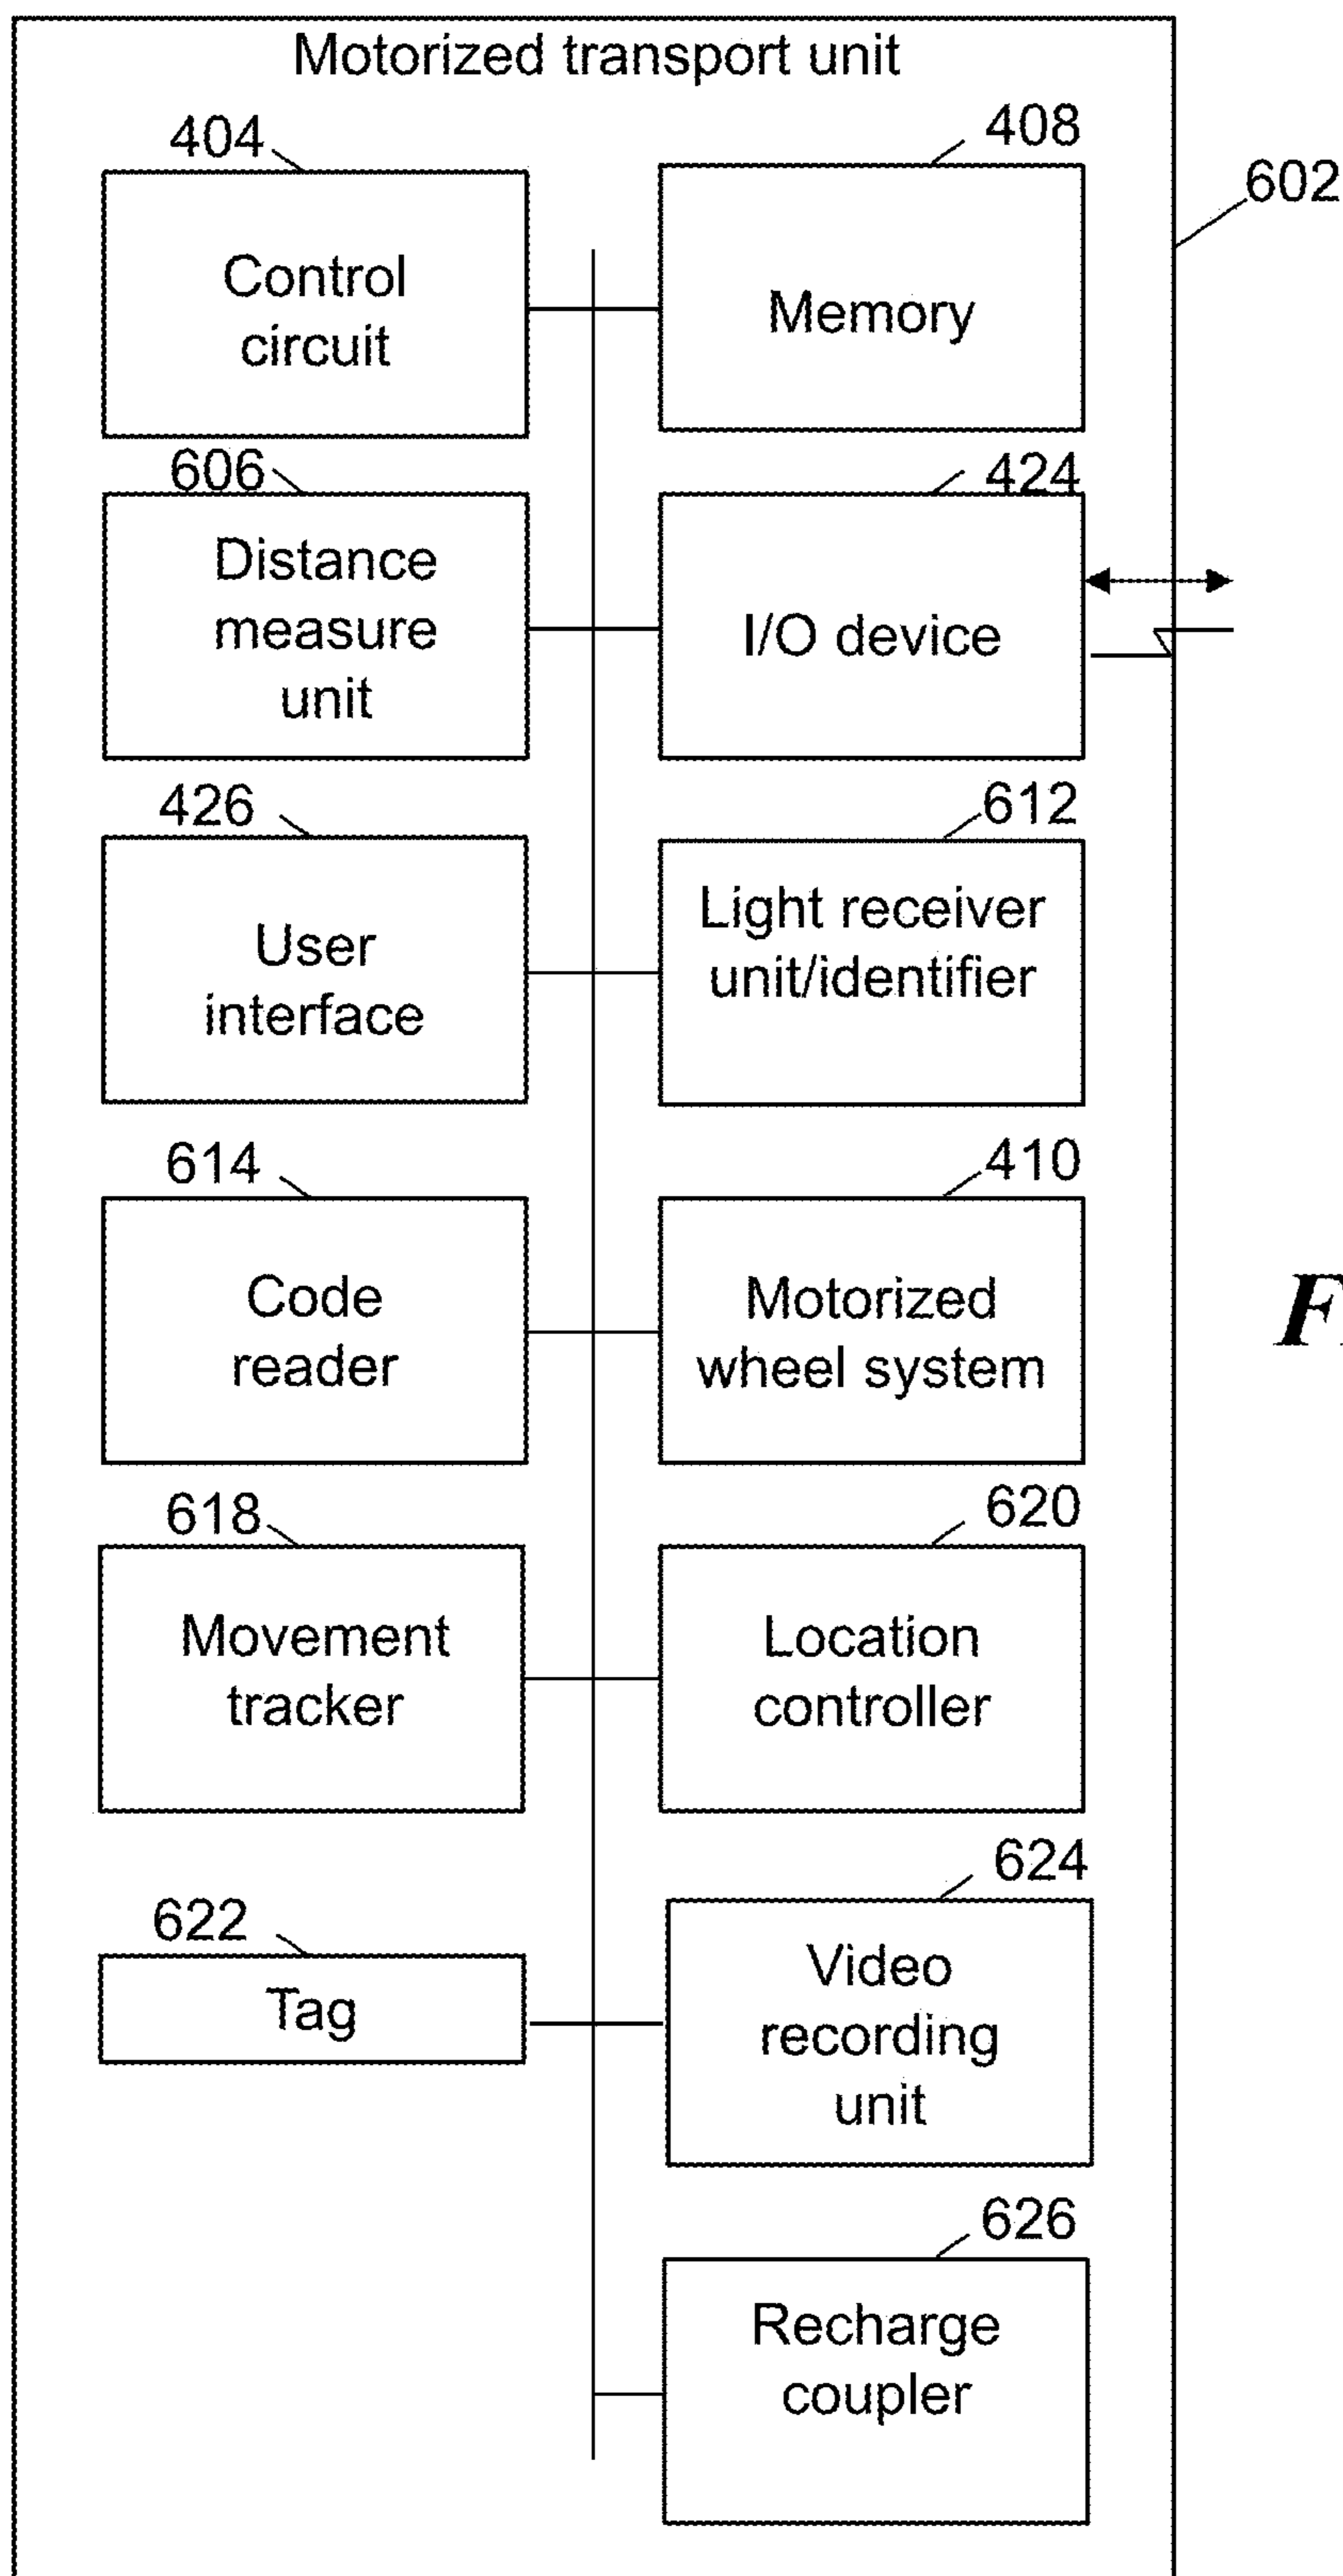 Motorized transport unit
404
408
602
Control
circuit
Memory
606
424
Distance
measure
unit
I/O device
426
612
User
interface
Light receiver
unit/identifier
614
410
Code
reader
Motorized
wheel system
618
620
Movement
tracker
Location
controller
622
624
Tag
Video
recording
unit
626
Recharge
coupler